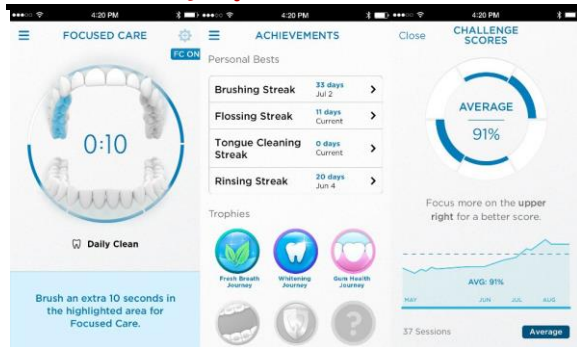 4:20 PM
FOCUSED CARE
FC ON
0:10
Daily Clean
Brush an extra 10 seconds in
the highlighted area for
Focused Care.
4:20 PM
ACHIEVEMENTS
Personal Bests
Brushing Streak
33 days
Jul 2
Flossing Streak
11 days
Current
Tongue Cleaning
Streak
0 days
Current
Rinsing Streak
20 days
Jun 4
Trophies
Fresh Breath
Journey
Whitening
Journey
Gum Health
Journey
?
4:20 PM
Close
CHALLENGE
SCORES
AVERAGE
91%
Focus more on the upper
right for a better score.
AVG: 91%
MAY JUN JUL AUG
37 Sessions
Average